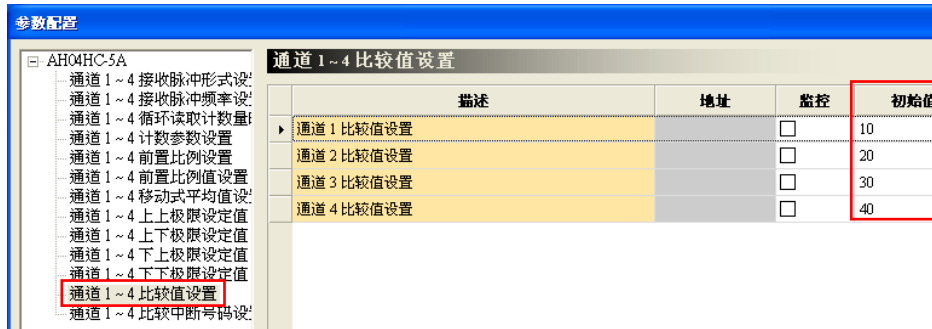 参数配置
AH04HC-5A
通道 1 ~ 4 接收脉冲形式设
通道 1 ~ 4 接收脉冲频率设
通道 1 ~ 4 循环读取计数量
通道 1 ~ 4 计数参数设置
通道 1 ~ 4 前置比例设置
通道 1 ~ 4 前置比例值设置
通道 1 ~ 4 移动式平均值设
通道 1 ~ 4 上上极限设定值
通道 1 ~ 4 上下极限设定值
通道 1 ~ 4 下上极限设定值
通道 1 ~ 4 下下极限设定值
通道 1 ~ 4 比较值设置
通道 1 ~ 4 比较中断号码设
通道 1~4 比较值设置
描述 地址 监控 初始值
通道 1 比较值设置 10
通道 2 比较值设置 20
通道 3 比较值设置 30
通道 4 比较值设置 40